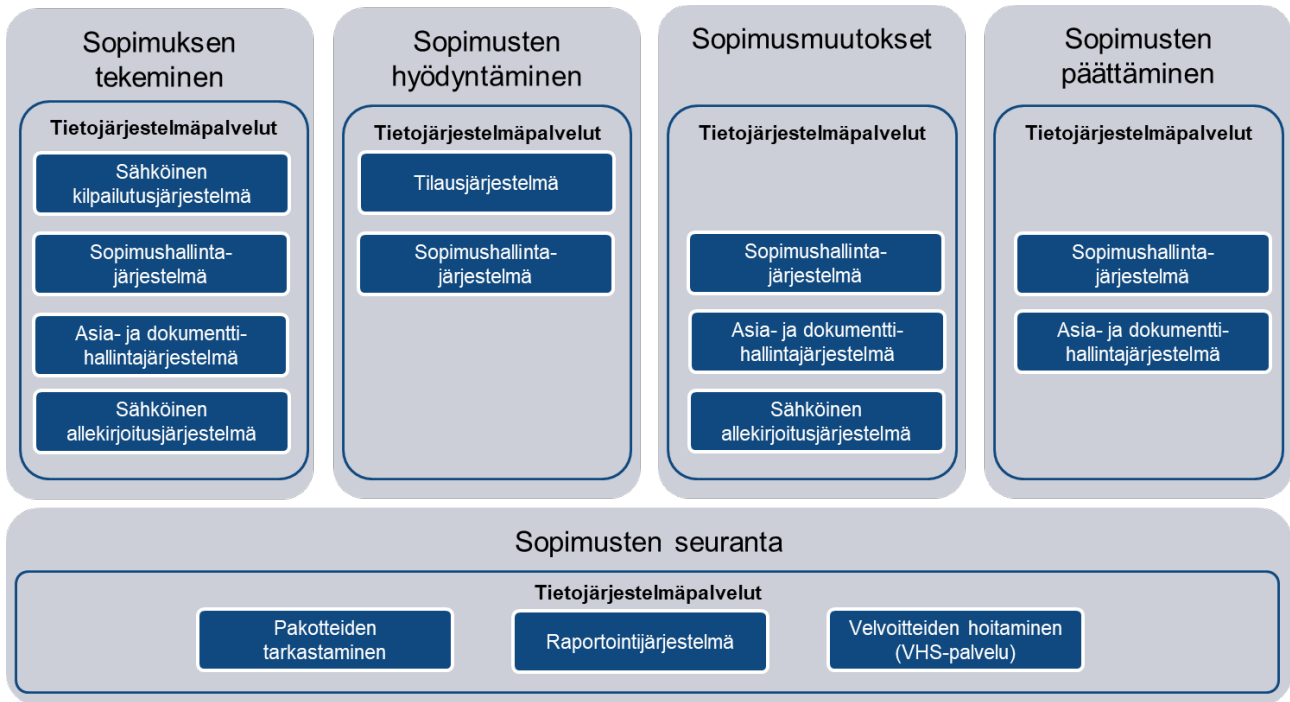 Sopimuksen
tekeminen
Tietojärjestelmäpalvelut
Sähköinen
kilpailutusjärjestelmä
Sopimushallinta-
järjestelmä
Asia- ja dokumentti-
hallintajärjestelmä
Sähköinen
allekirjoitusjärjestelmä
Sopimusten
hyödyntäminen
Tietojärjestelmäpalvelut
Tilausjärjestelmä
Sopimushallinta-
järjestelmä
Sopimusmuutokset
Tietojärjestelmäpalvelut
Sopimushallinta-
järjestelmä
Asia- ja dokumentti-
hallintajärjestelmä
Sähköinen
allekirjoitusjärjestelmä
Sopimusten
päättäminen
Tietojärjestelmäpalvelut
Sopimushallinta-
järjestelmä
Asia- ja dokumentti-
hallintajärjestelmä
Sopimusten seuranta
Tietojärjestelmäpalvelut
Pakotteiden
tarkastaminen
Raportointijärjestelmä
Velvoitteiden hoitaminen
(VHS-palvelu)